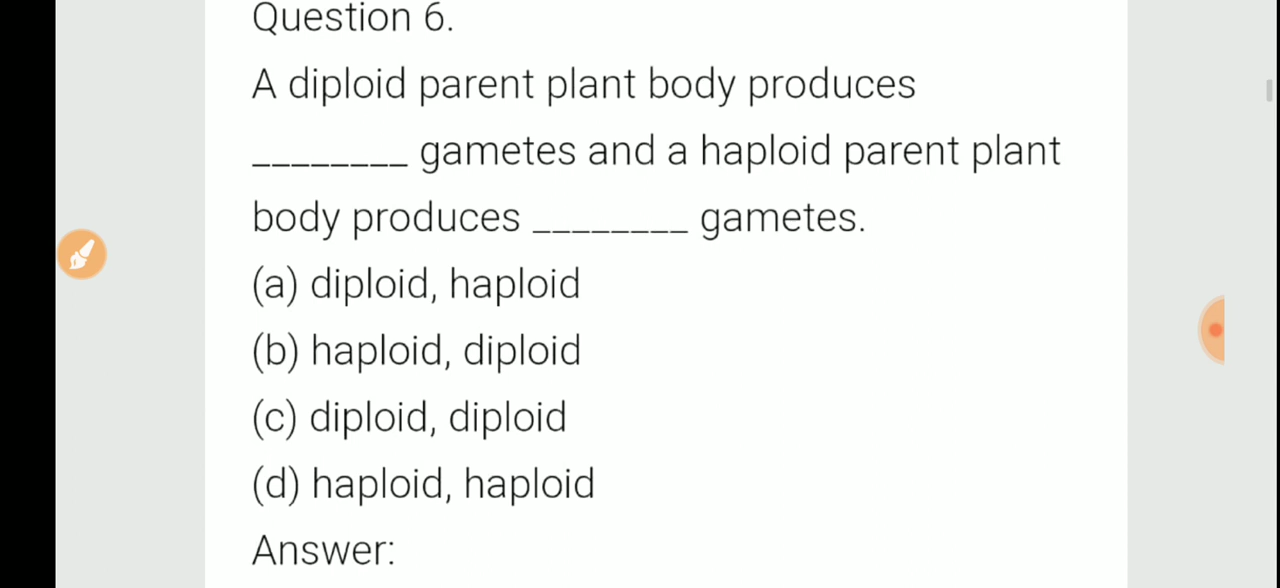 Question 6.
A diploid parent plant body produces
________ gametes and a haploid parent plant
body produces ________ gametes.
(a) diploid, haploid
(b) haploid, diploid
(c) diploid, diploid
(d) haploid, haploid
Answer: